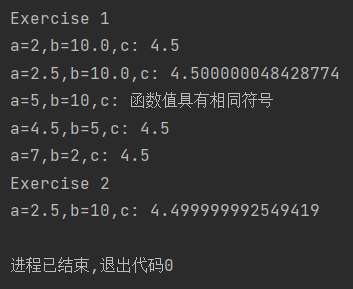 Exercise 1
a=2,b=10.0,c: 4.5
a=2.5,b=10.0,c: 4.500000048428774
a=5,b=10,c: 函数值具有相同符号
a=4.5,b=5,c: 4.5
a=7,b=2,c: 4.5
Exercise 2
a=2.5,b=10,c: 4.499999992549419
进程已结束,退出代码0